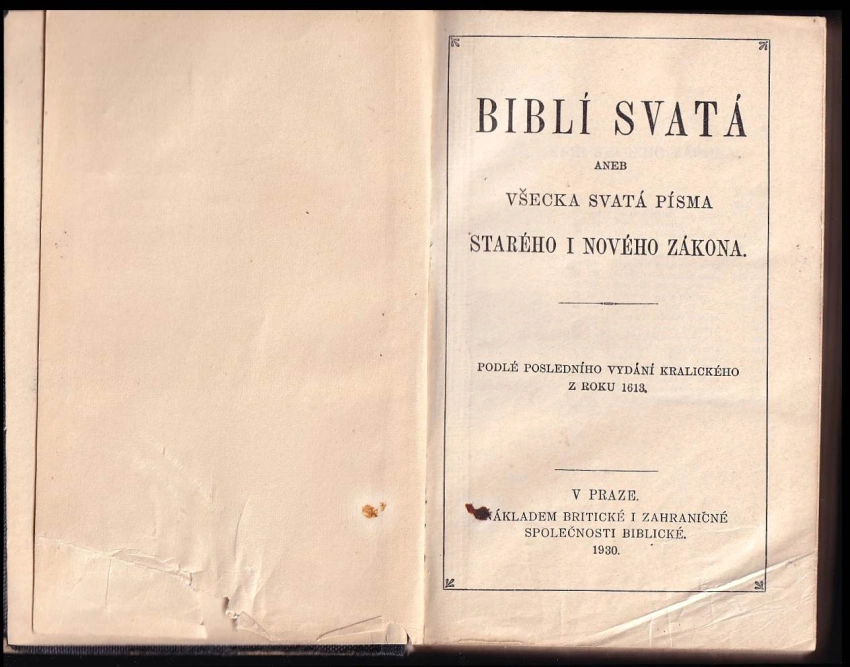 BIBLÍ SVATÁ
ANEB
VŠECKA SVATÁ PÍSMA
STARÉHO I NOVÉHO ZÁKONA.
PODLÉ POSLEDNÍHO VYDÁNÍ KRALICKÉHO
Z ROKU 1613.
V PRAZE.
NÁKLADEM BRITICKÉ I ZAHRANIČNÉ
SPOLEČNOSTI BIBLICKÉ.
1930.